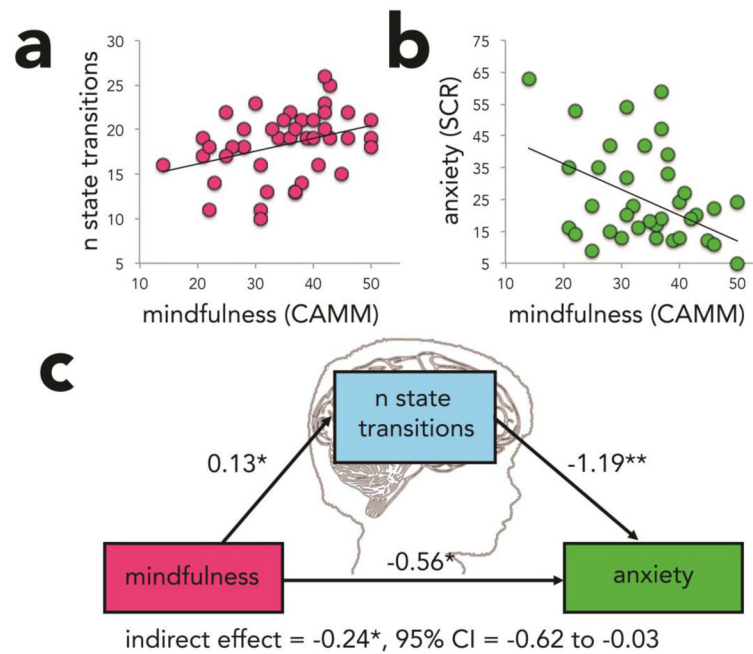 a
n state transitions
30
25
20
15
10
5
10
20
30
40
50
mindfulness (CAMM)
b
anxiety (SCR)
75
65
55
45
35
25
15
5
10
20
30
40
50
mindfulness (CAMM)
c
n state
transitions
0.13*
-1.19**
-0.56*
mindfulness
anxiety
indirect effect = -0.24*, 95% CI = -0.62 to -0.03